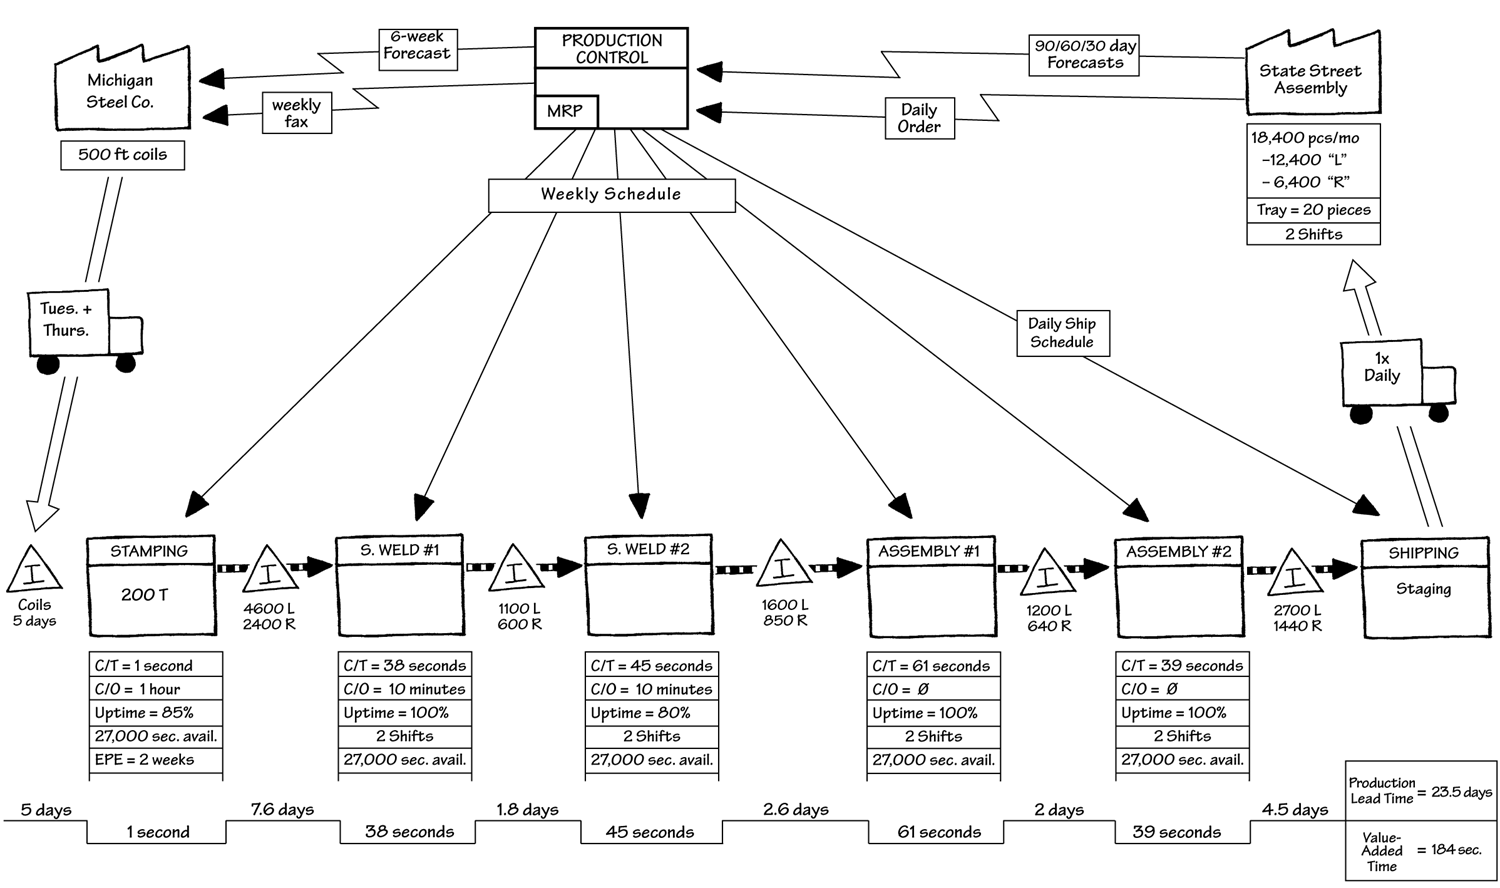 6-week
Forecast
PRODUCTION
CONTROL
MRP
90/60/30 day
Forecasts
Michigan
Steel Co.
State Street
Assembly
weekly
fax
Daily
Order
500 ft coils
18,400 pcs/mo
–12,400 “L”
– 6,400 “R”
Tray = 20 pieces
2 Shifts
Weekly Schedule
Tues. +
Thurs.
Daily Ship
Schedule
1x
Daily
I
Coils
5 days
STAMPING
200 T
I
4600 L
2400 R
S. WELD #1
I
1100 L
600 R
S. WELD #2
I
1600 L
850 R
ASSEMBLY #1
I
1200 L
640 R
ASSEMBLY #2
I
2700 L
1440 R
SHIPPING
Staging
C/T = 1 second
C/O = 1 hour
Uptime = 85%
27,000 sec. avail.
EPE = 2 weeks
C/T = 38 seconds
C/O = 10 minutes
Uptime = 100%
2 Shifts
27,000 sec. avail.
C/T = 45 seconds
C/O = 10 minutes
Uptime = 80%
2 Shifts
27,000 sec. avail.
C/T = 61 seconds
C/O = Ø
Uptime = 100%
2 Shifts
27,000 sec. avail.
C/T = 39 seconds
C/O = Ø
Uptime = 100%
2 Shifts
27,000 sec. avail.
5 days
1 second
7.6 days
38 seconds
1.8 days
45 seconds
2.6 days
61 seconds
2 days
39 seconds
4.5 days
Production
Lead Time = 23.5 days
Value-
Added = 184 sec.
Time